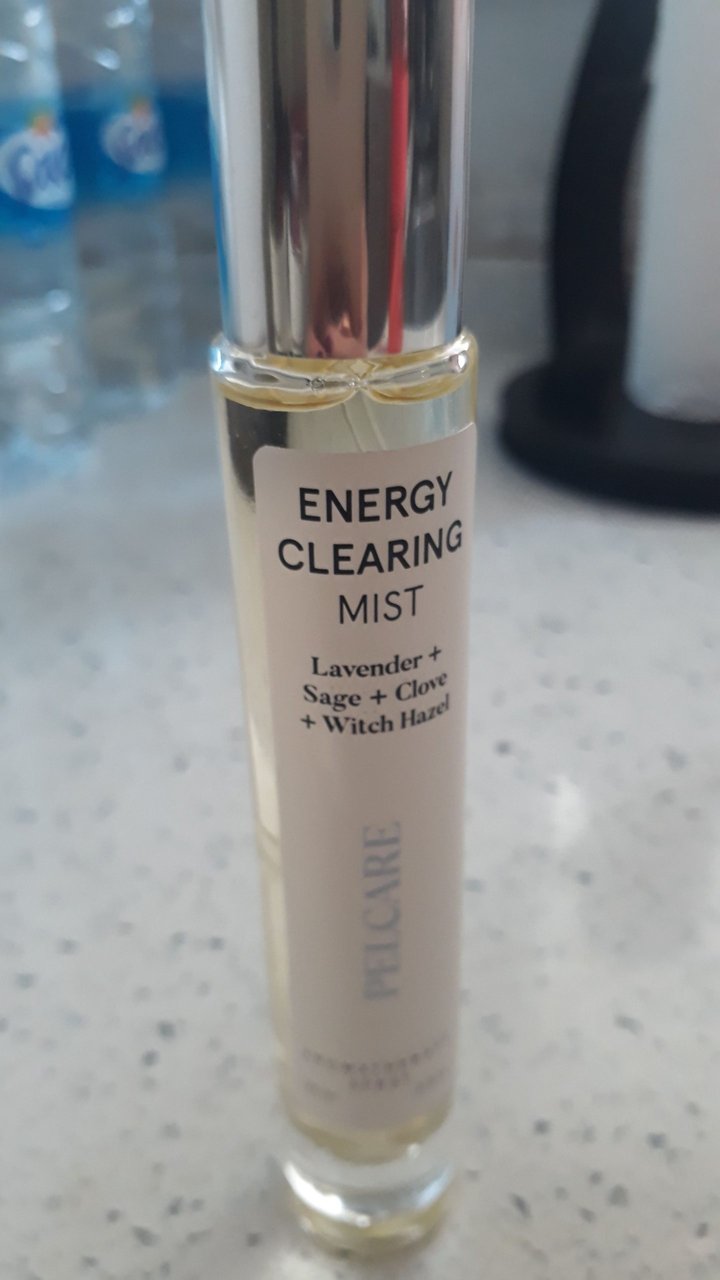 ENERGY
CLEARING
MIST
Lavender +
Sage + Clove
+ Witch Hazel
PELCARE